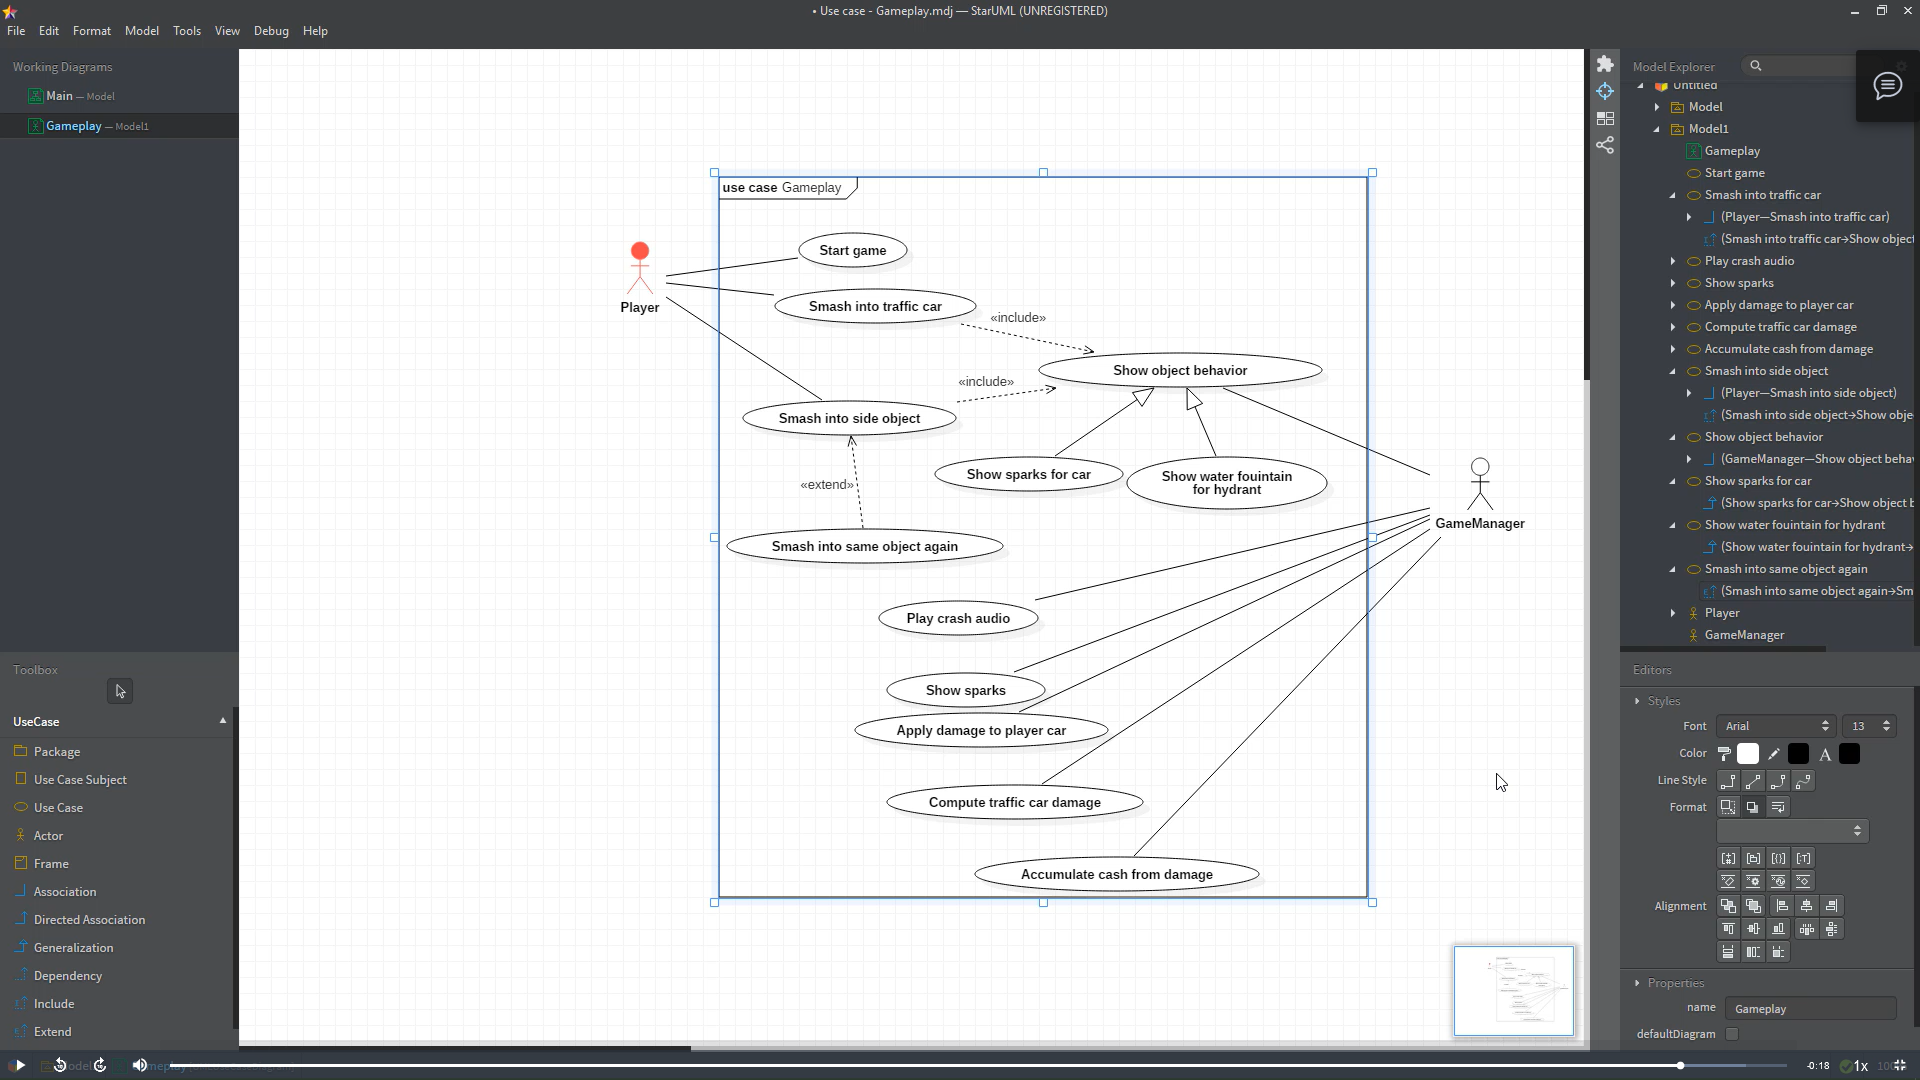 • Use case - Gameplay.mdj — StarUML (UNREGISTERED)
File Edit Format Model Tools View Debug Help
Working Diagrams
Main — Model
Gameplay — Model1
Toolbox
UseCase
Package
Use Case Subject
Use Case
Actor
Frame
Association
Directed Association
Generalization
Dependency
Include
Extend
use case Gameplay
Start game
Player
Smash into traffic car
«include»
Show object behavior
«include»
Smash into side object
Show sparks for car
Show water fouintain
for hydrant
«extend»
GameManager
Smash into same object again
Play crash audio
Show sparks
Apply damage to player car
Compute traffic car damage
Accumulate cash from damage
Model Explorer
Untitled
Model
Model1
Gameplay
Start game
Smash into traffic car
(Player—Smash into traffic car)
(Smash into traffic car→Show object
Play crash audio
Show sparks
Apply damage to player car
Compute traffic car damage
Accumulate cash from damage
Smash into side object
(Player—Smash into side object)
(Smash into side object→Show obje
Show object behavior
(GameManager—Show object behav
Show sparks for car
(Show sparks for car→Show object b
Show water fouintain for hydrant
(Show water fouintain for hydrant→
Smash into same object again
(Smash into same object again→Sm
Player
GameManager
Editors
Styles
Font Arial 13
Color
Line Style
Format
Alignment
Properties
name Gameplay
defaultDiagram
-0:18 1x